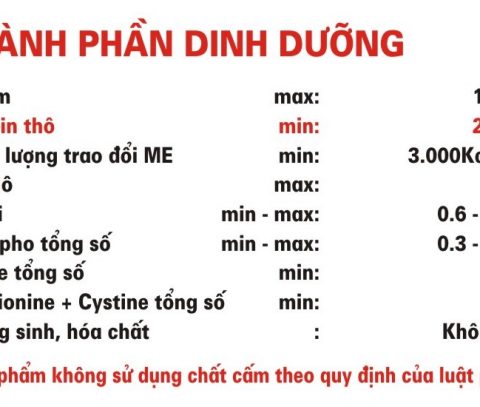 ÀNH PHẦN DINH DƯỠNG
m max: 1
in thô min: 2
lượng trao đổi ME min: 3.000Kc
ô max:
i min - max: 0.6 -
pho tổng số min - max: 0.3 -
e tổng số min:
ionine + Cystine tổng số min:
g sinh, hóa chất : Khô
phẩm không sử dụng chất cấm theo quy định của luật p